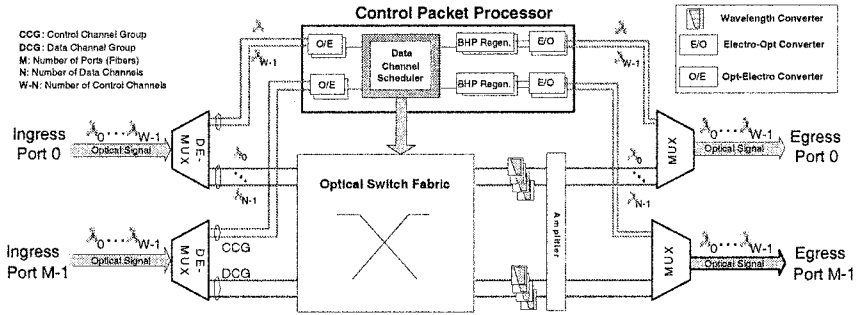 Control Packet Processor
CCG: Control Channel Group
DCG: Data Channel Group
M: Number of Ports (Fibers)
N: Number of Data Channels
W-N: Number of Control Channels
O/E
Data
Channel
Scheduler
BHP Regen.
E/O
O/E
BHP Regen.
E/O
Wavelength Converter
E/O
Electro-Opt Converter
O/E
Opt-Electro Converter
λW-1
λW-1
Ingress
Port 0
λ0...λW-1
Optical Signal
DE-
MUX
λ0
λN-1
Optical Switch Fabric
Amplifier
λ0
λN-1
MUX
λ0...λW-1
Optical Signal
Egress
Port 0
Ingress
Port M-1
λ0...λW-1
Optical Signal
DE-
MUX
CCG
DCG
MUX
λ0...λW-1
Optical Signal
Egress
Port M-1